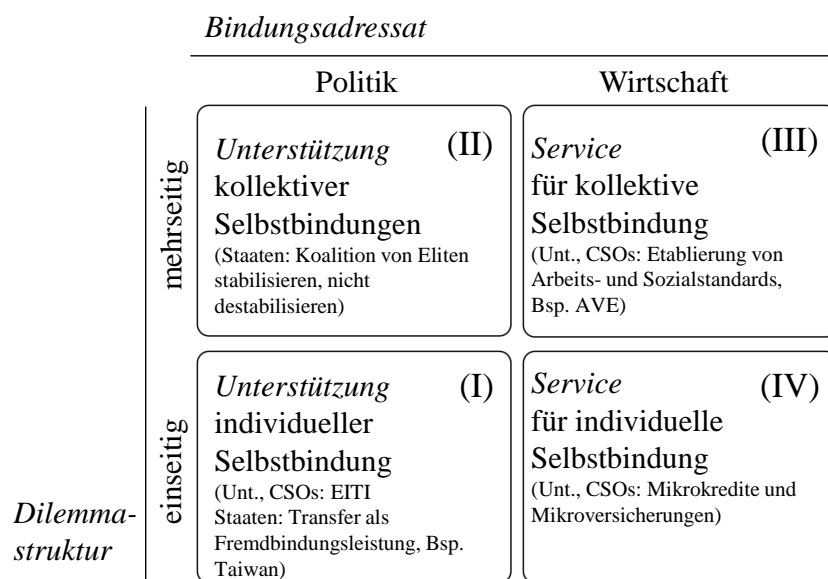 Bindungsadressat
Politik
Wirtschaft
mehrseitig
Unterstützung (II)
kollektiver
Selbstbindungen
(Staaten: Koalition von Eliten
stabilisieren, nicht
destabilisieren)
Service (III)
für kollektive
Selbstbindung
(Unt., CSOs: Etablierung von
Arbeits- und Sozialstandards,
Bsp. AVE)
einseitig
Unterstützung (I)
individueller
Selbstbindung
(Unt., CSOs: EITI
Staaten: Transfer als
Fremdbindungsleistung, Bsp.
Taiwan)
Service (IV)
für individuelle
Selbstbindung
(Unt., CSOs: Mikrokredite und
Mikroversicherungen)
Dilemma-
struktur